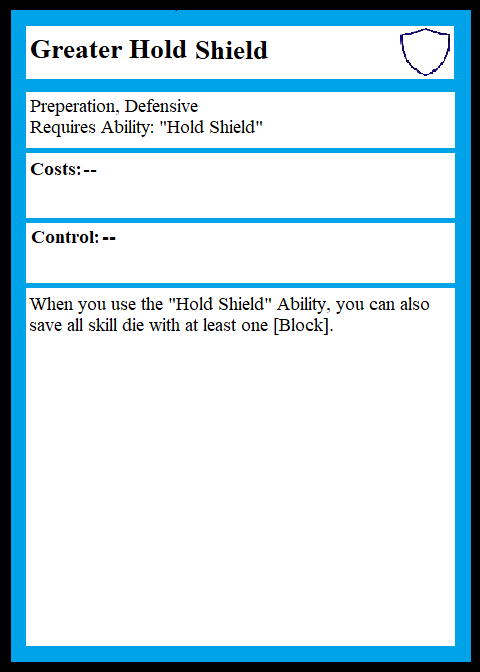 Greater Hold Shield
Preperation, Defensive
Requires Ability: "Hold Shield"
Costs:--
Control:--
When you use the "Hold Shield" Ability, you can also
save all skill die with at least one [Block].